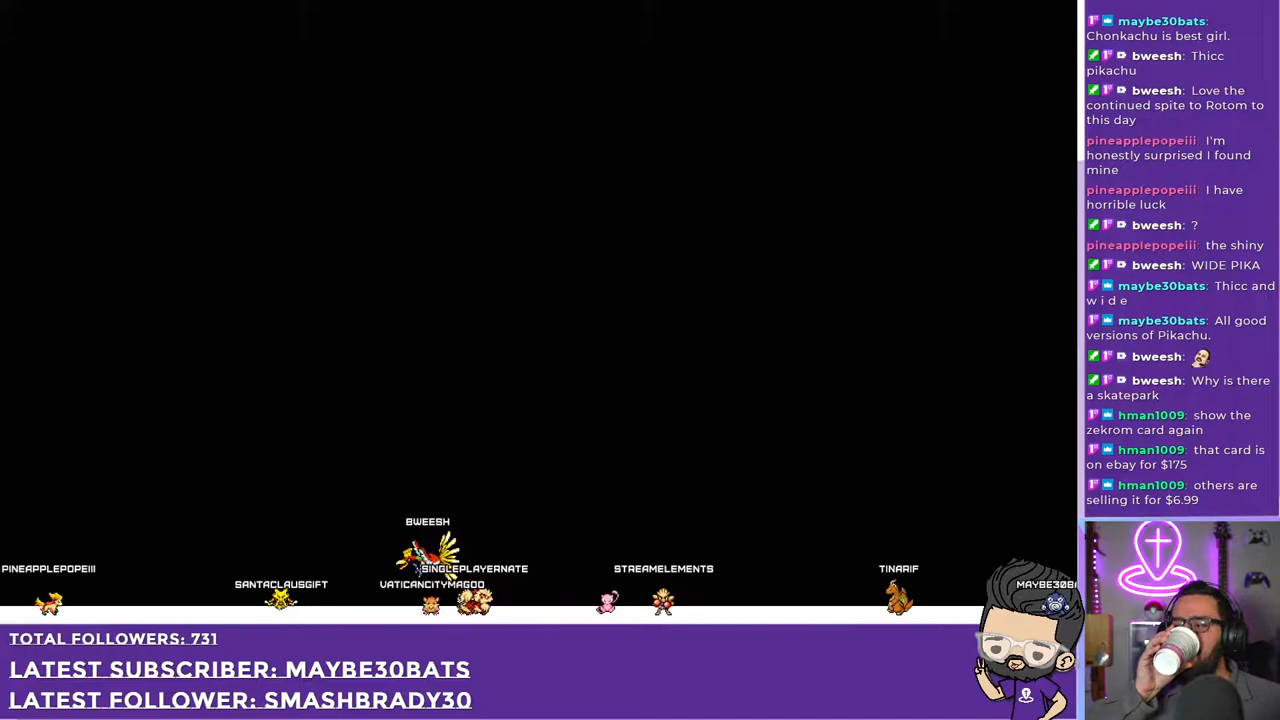 maybe30bats:
Chonkachu is best girl.
bweesh: Thicc
pikachu
bweesh: Love the
continued spite to Rotom to
this day
pineapplepopeiii: I'm
honestly surprised I found
mine
pineapplepopeiii: I have
horrible luck
bweesh: ?
pineapplepopeiii: the shiny
bweesh: WIDE PIKA
maybe30bats: Thicc and
w i d e
maybe30bats: All good
versions of Pikachu.
bweesh:
bweesh: Why is there
a skatepark
hman1009: show the
zekrom card again
hman1009: that card is
on ebay for $175
hman1009: others are
selling it for $6.99
BWEESH
PINEAPPLEPOPEIII
SINGLEPLAYERNATE
STREAMELEMENTS
TINARIF
SANTACLAUSGIFT
VATICANCITYMAGOO
MAYBE30BA
TOTAL FOLLOWERS: 731
LATEST SUBSCRIBER: MAYBE30BATS
LATEST FOLLOWER: SMASHBRADY30